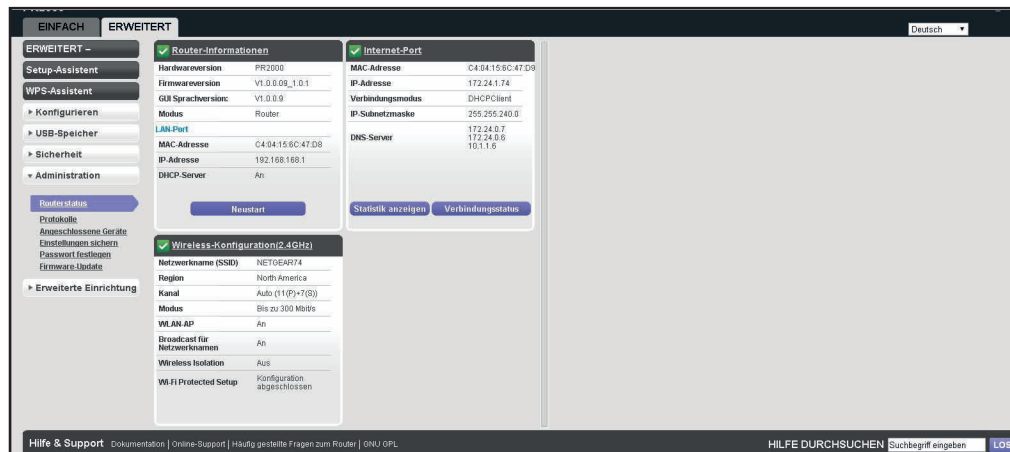 PR2000
EINFACH
ERWEITERT
Deutsch
ERWEITERT –
Setup-Assistent
WPS-Assistent
Konfigurieren
USB-Speicher
Sicherheit
Administration
Routerstatus
Protokolle
Angeschlossene Geräte
Einstellungen sichern
Passwort festlegen
Firmware-Update
Erweiterte Einrichtung
Router-Informationen
Hardwareversion PR2000
Firmwareversion V1.0.0.09_1.0.1
GUI Sprachversion: V1.0.0.9
Modus Router
LAN-Port
MAC-Adresse C4:04:15:6C:47:D8
IP-Adresse 192.168.168.1
DHCP-Server An
Neustart
Internet-Port
MAC-Adresse C4:04:15:6C:47:D9
IP-Adresse 172.24.1.74
Verbindungsmodus DHCPClient
IP-Subnetzmaske 255.255.240.0
DNS-Server
172.24.0.7
172.24.0.6
10.1.1.6
Statistik anzeigen
Verbindungsstatus
Wireless-Konfiguration(2.4GHz)
Netzwerkname (SSID) NETGEAR74
Region North America
Kanal Auto (11(P)+7(S))
Modus Bis zu 300 Mbit/s
WLAN-AP An
Broadcast für
Netzwerknamen An
Wireless Isolation Aus
Wi-Fi Protected Setup Konfiguration
abgeschlossen
Hilfe & Support Dokumentation | Online-Support | Häufig gestellte Fragen zum Router | GNU GPL
HILFE DURCHSUCHEN Suchbegriff eingeben LOS